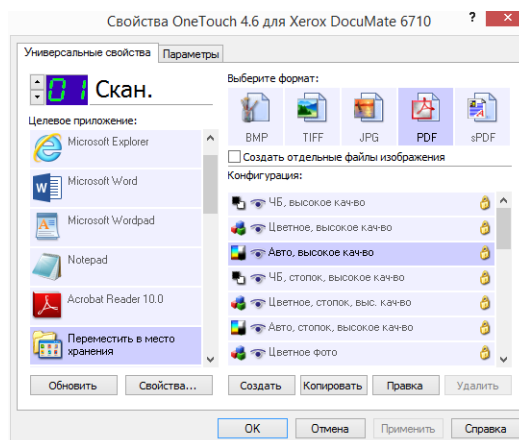 Свойства OneTouch 4.6 для Xerox DocuMate 6710
Универсальные свойства
Параметры
01 Скан.
Целевое приложение:
Microsoft Explorer
Microsoft Word
Microsoft Wordpad
Notepad
Acrobat Reader 10.0
Переместить в место
хранения
Обновить
Свойства...
Выберите формат:
BMP
TIFF
JPG
PDF
sPDF
Создать отдельные файлы изображения
Конфигурация:
ЧБ, высокое кач-во
Цветное, высокое кач-во
Авто, высокое кач-во
ЧБ, стопок, высокое кач-во
Цветное, стопок, выс. кач-во
Авто, стопок, высокое кач-во
Цветное фото
Создать
Копировать
Правка
Удалить
OK
Отмена
Применить
Справка